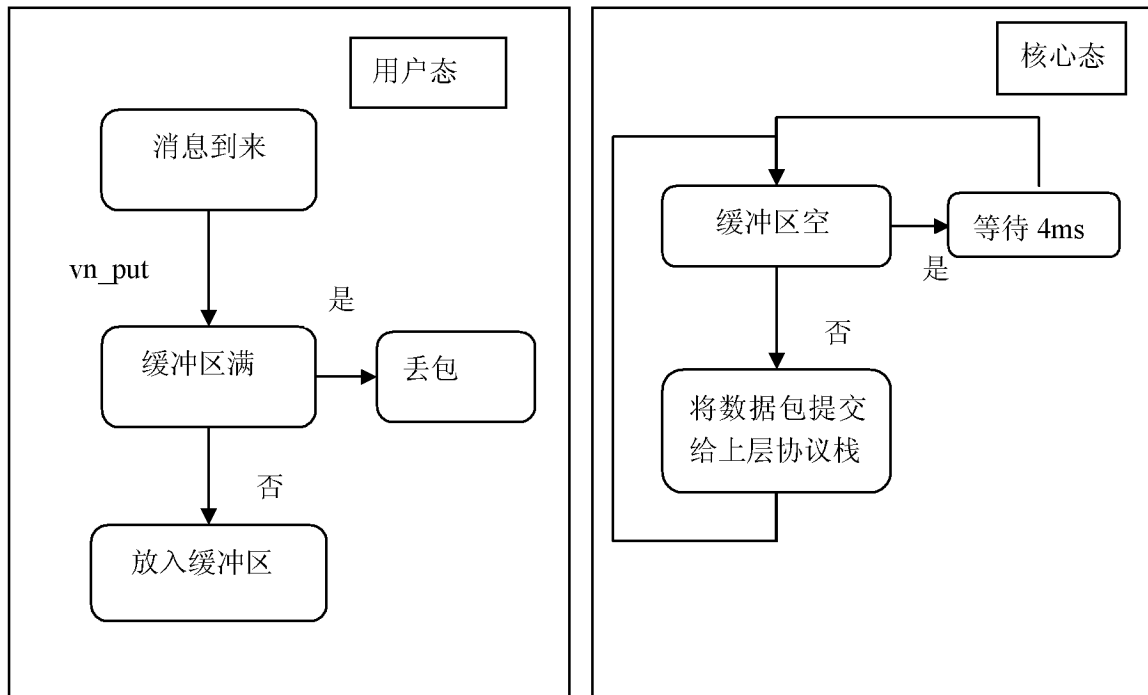 用户态
消息到来
vn_put
是
缓冲区满
丢包
否
放入缓冲区
核心态
缓冲区空
等待 4ms
是
否
将数据包提交
给上层协议栈